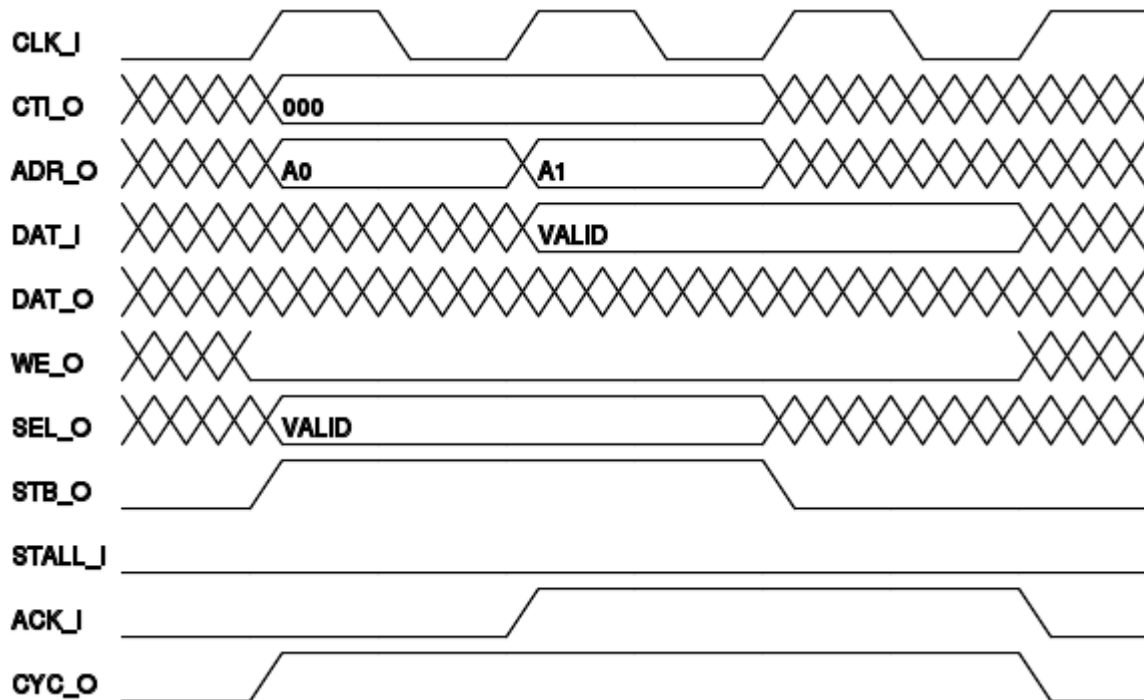 CLK_I
CTI_O 000
ADR_O A0 A1
DAT_I VALID
DAT_O
WE_O
SEL_O VALID
STB_O
STALL_I
ACK_I
CYC_O